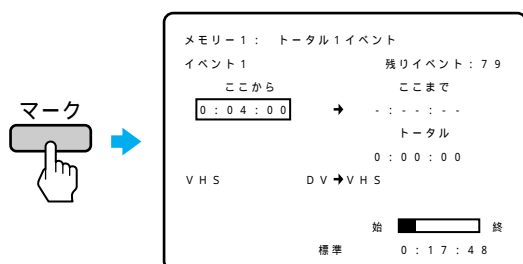 マーク
メモリー1： トータル1イベント
イベント1 残りイベント：79
ここから ここまで
0：04：00 ➜ -：--：--
トータル
0：00：00
VHS DV➜VHS
始 終
標準 0：17：48